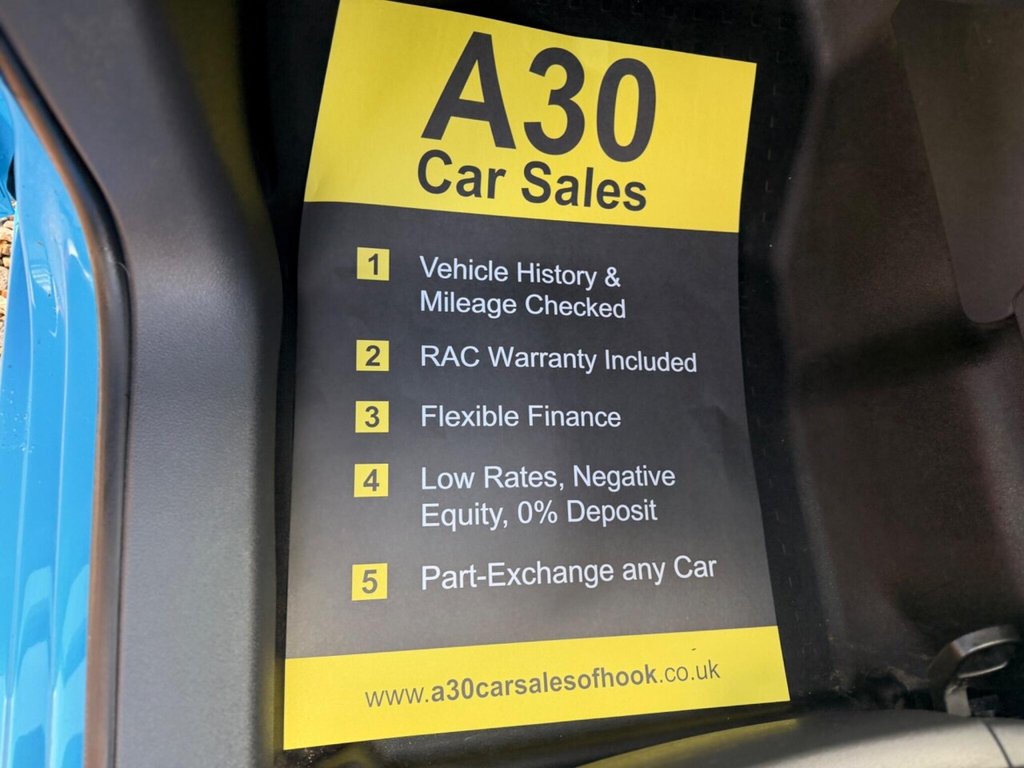 A30
Car Sales
1 Vehicle History &
Mileage Checked
2 RAC Warranty Included
3 Flexible Finance
4 Low Rates, Negative
Equity, 0% Deposit
5 Part-Exchange any Car
www.a30carsalesofhook.co.uk